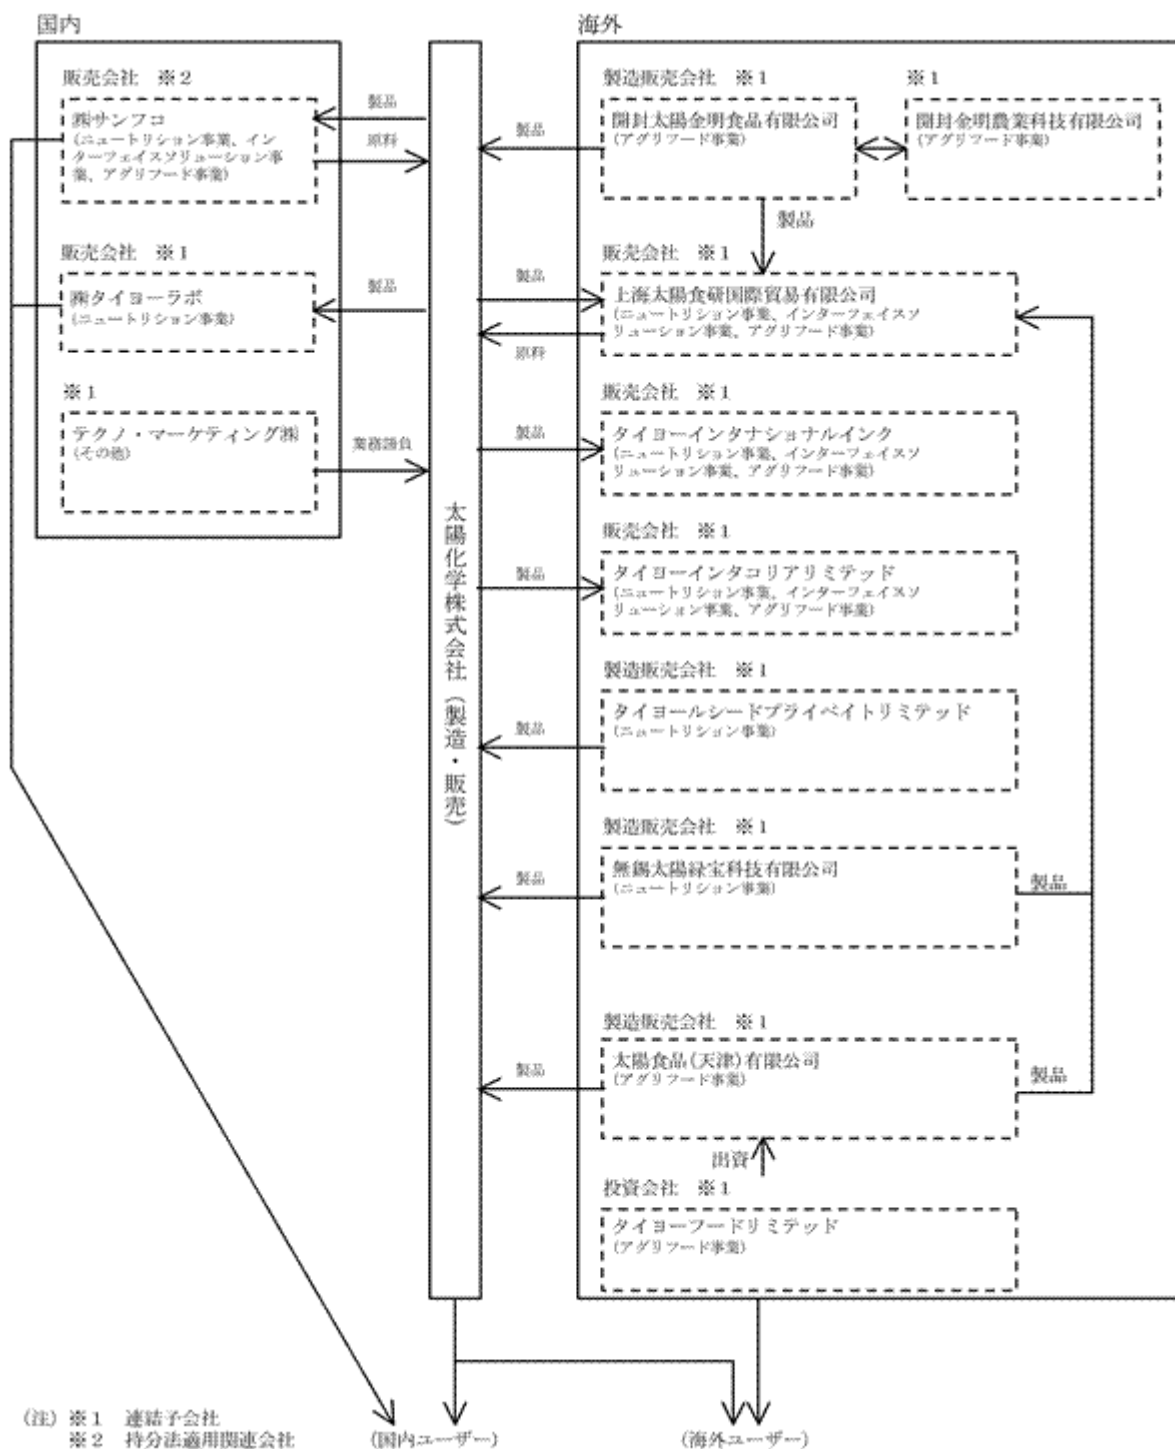 国内
販売会社 ※2
㈱サンフコ
(ニュートリション事業、イン
ターフェイスソリューション事
業、アグリフード事業)
製品
原料
販売会社 ※1
㈱タイヨーラボ
(ニュートリション事業)
製品
※1
テクノ・マーケティング㈱
(その他)
業務請負
太陽化学株式会社(製造・販売)
海外
製造販売会社 ※1
開封太陽金明食品有限公司
(アグリフード事業)
※1
開封金明農業科技有限公司
(アグリフード事業)
製品
製品
販売会社 ※1
上海太陽食研国際貿易有限公司
(ニュートリション事業、インターフェイスソ
リューション事業、アグリフード事業)
製品
原料
販売会社 ※1
タイヨーインタナショナルインク
(ニュートリション事業、インターフェイスソ
リューション事業、アグリフード事業)
製品
販売会社 ※1
タイヨーインタコリアリミテッド
(ニュートリション事業、インターフェイスソ
リューション事業、アグリフード事業)
製品
製造販売会社 ※1
タイヨールシードプライベイトリミテッド
(ニュートリション事業)
製品
製造販売会社 ※1
無錫太陽緑宝科技有限公司
(ニュートリション事業)
製品
製品
製造販売会社 ※1
太陽食品(天津)有限公司
(アグリフード事業)
製品
製品
出資
投資会社 ※1
タイヨーフードリミテッド
(アグリフード事業)
(注) ※1 連結子会社
※2 持分法適用関連会社
(国内ユーザー)
(海外ユーザー)